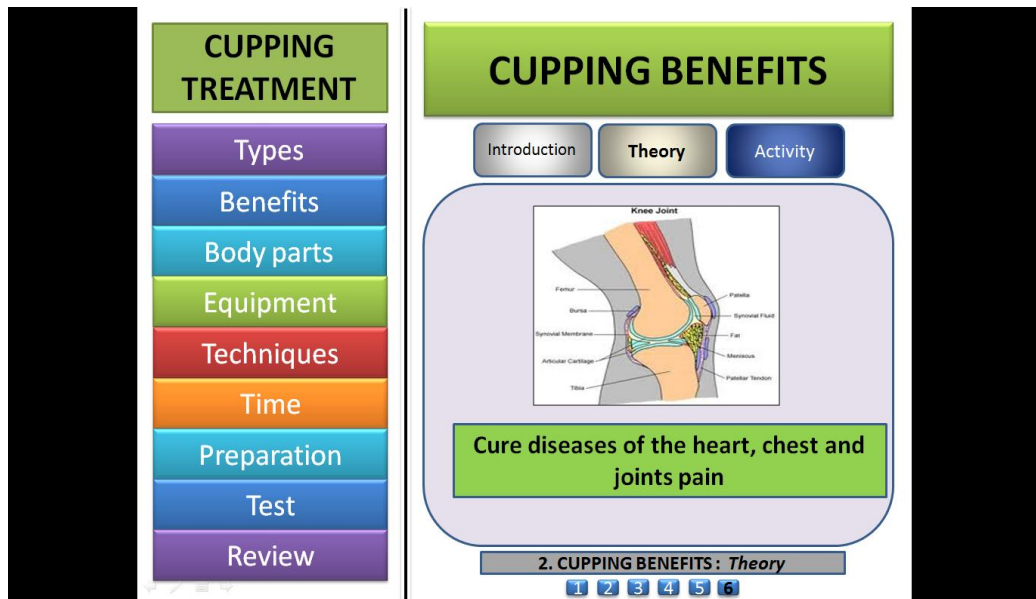 CUPPING
TREATMENT
Types
Benefits
Body parts
Equipment
Techniques
Time
Preparation
Test
Review
CUPPING BENEFITS
Introduction
Theory
Activity
Knee Joint
Femur
Bursa
Synovial Membrane
Articular Cartilage
Tibia
Patella
Synovial Fluid
Fat
Meniscus
Patellar Tendon
Cure diseases of the heart, chest and
joints pain
2. CUPPING BENEFITS : Theory
1 2 3 4 5 6